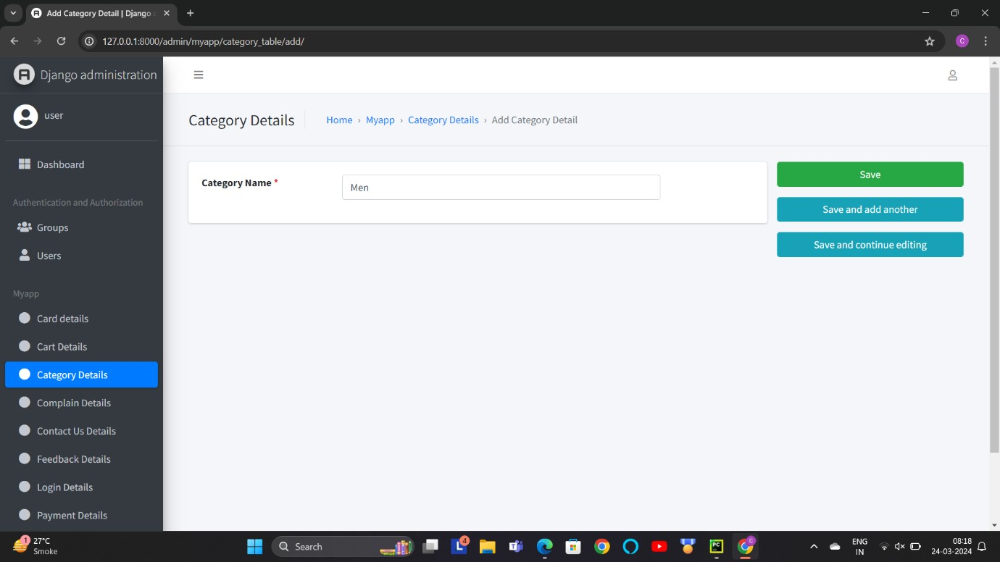 Add Category Detail | Django s
127.0.0.1:8000/admin/myapp/category_table/add/
C
Django administration
user
Dashboard
Authentication and Authorization
Groups
Users
Myapp
Card details
Cart Details
Category Details
Complain Details
Contact Us Details
Feedback Details
Login Details
Payment Details
Category Details
Home › Myapp › Category Details › Add Category Detail
Category Name *
Men
Save
Save and add another
Save and continue editing
1
27°C
Smoke
Search
L
4
PC
C
ENG
IN
08:18
24-03-2024